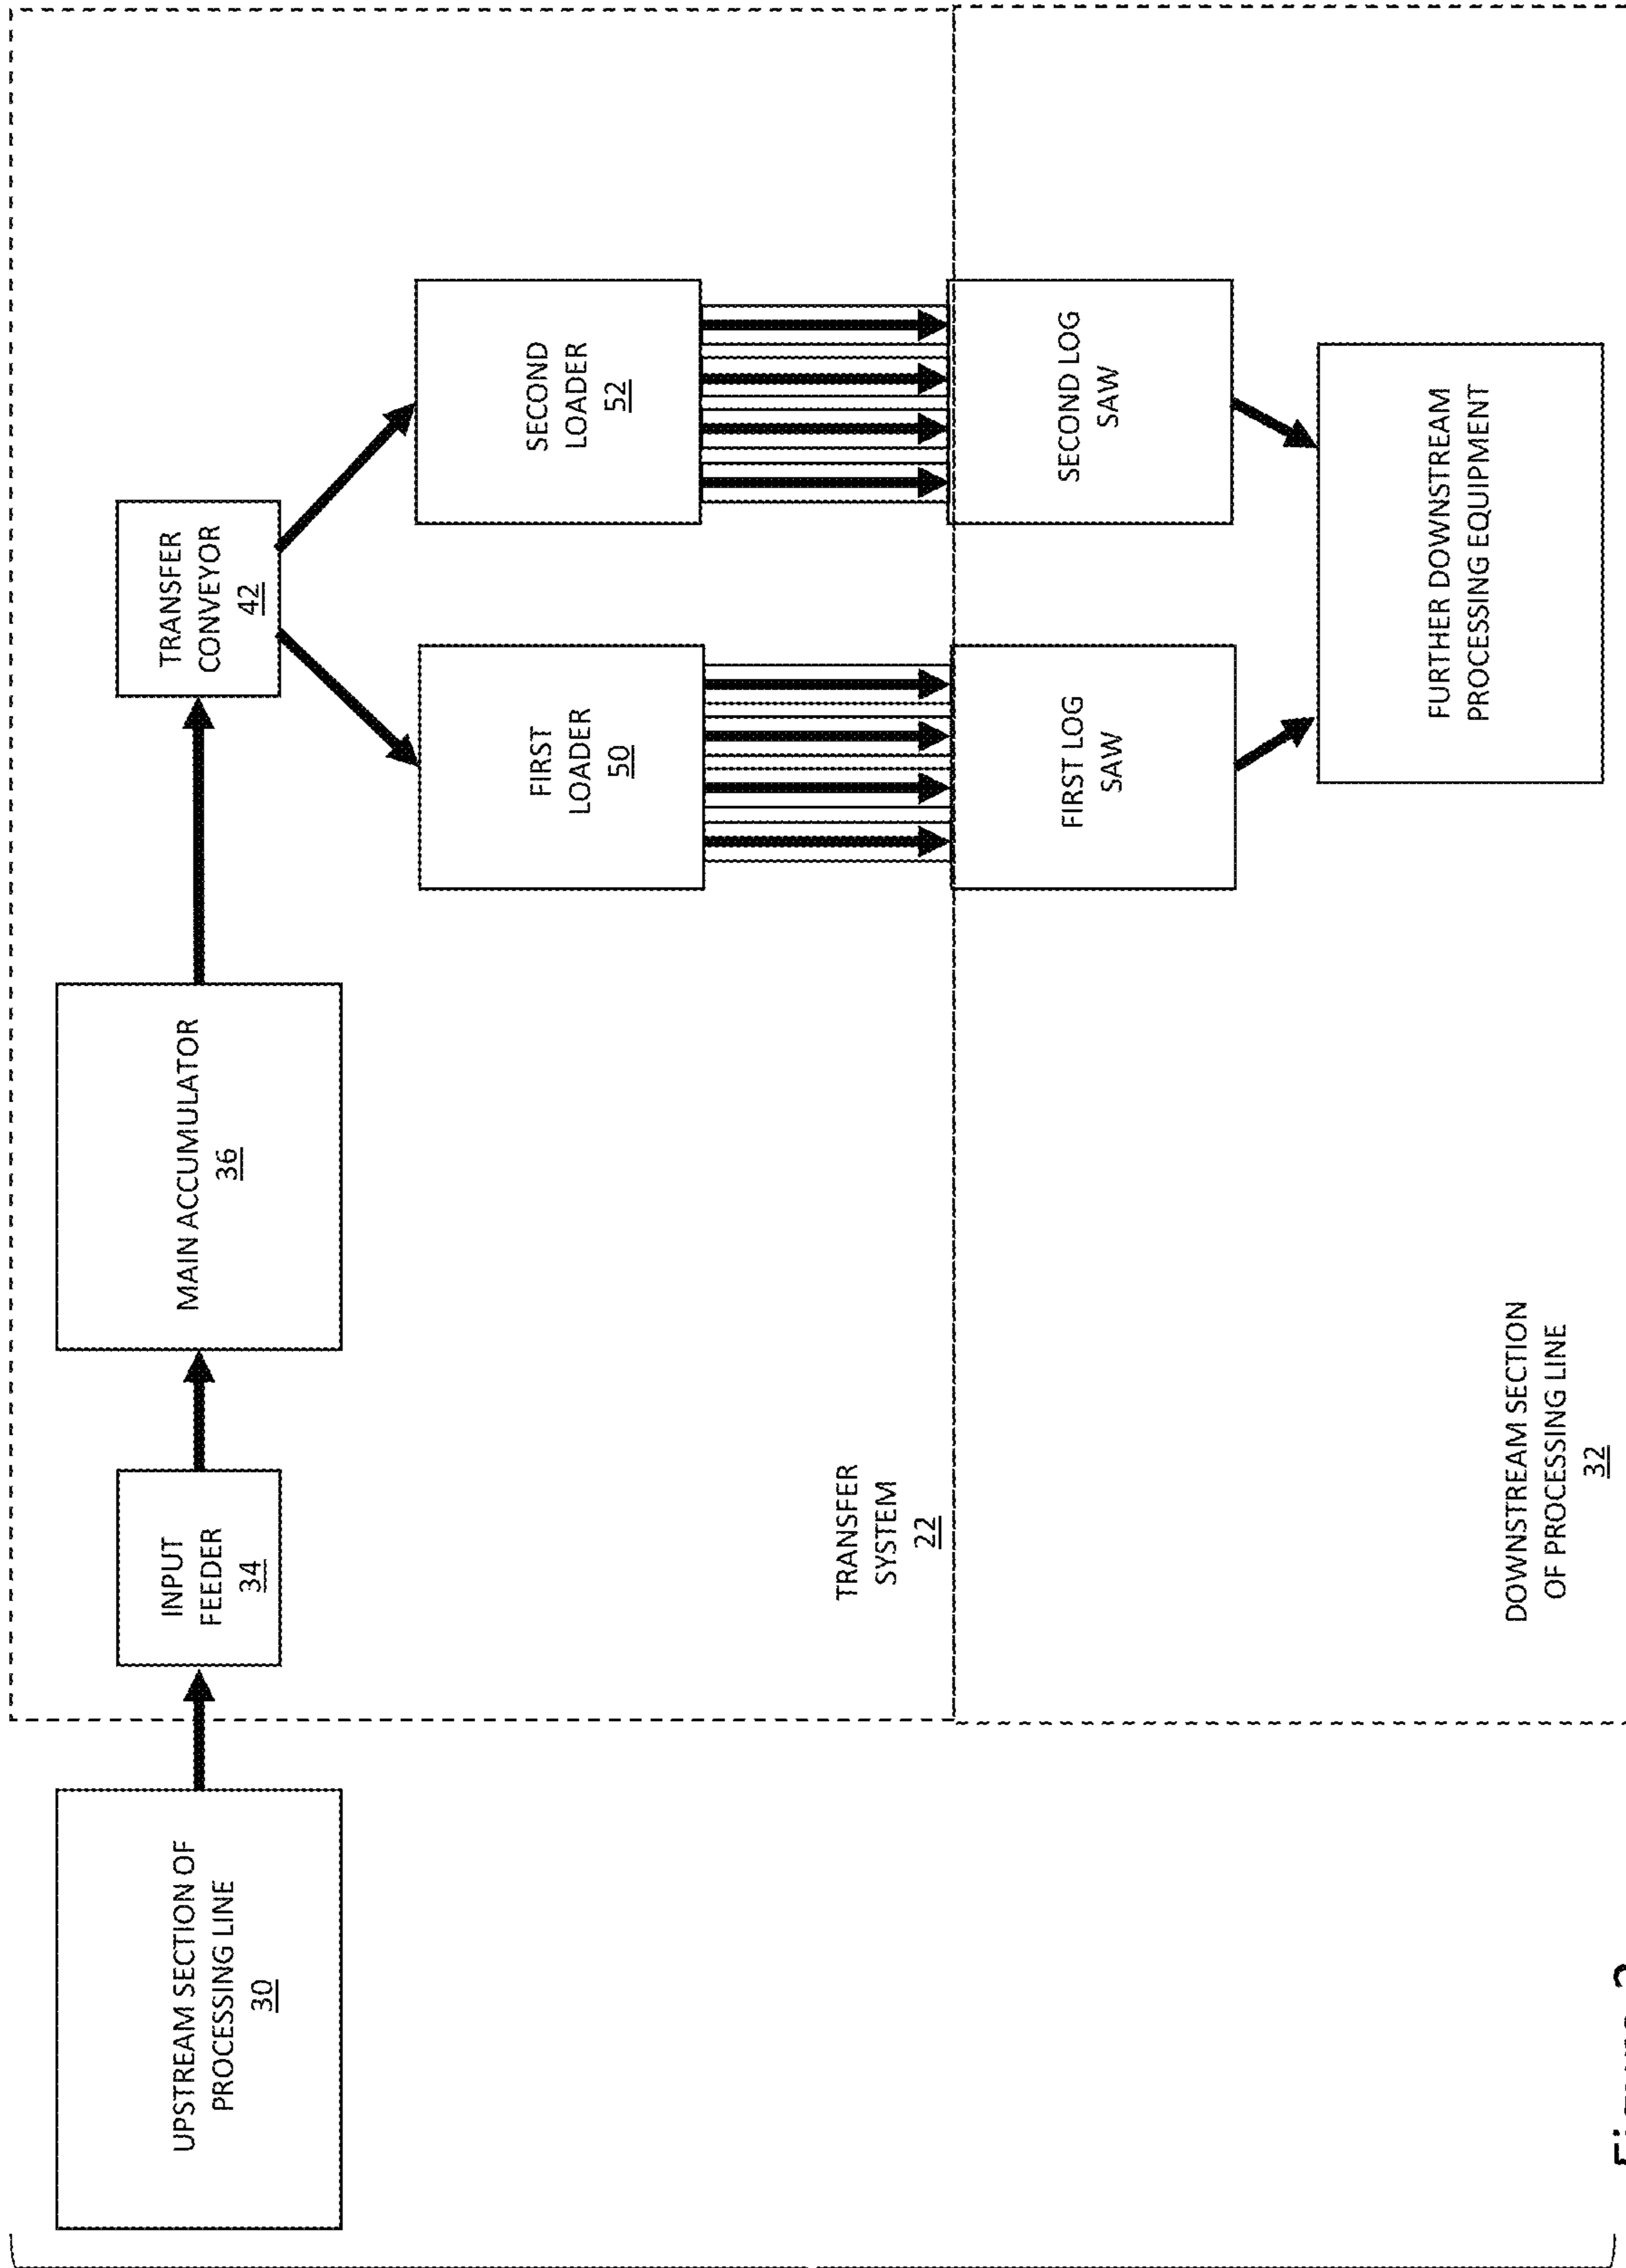 UPSTREAM SECTION OF
PROCESSING LINE
30
INPUT
FEEDER
34
MAIN ACCUMULATOR
36
TRANSFER
CONVEYOR
42
FIRST
LOADER
50
SECOND
LOADER
52
TRANSFER
SYSTEM
22
FIRST LOG
SAW
SECOND LOG
SAW
FURTHER DOWNSTREAM
PROCESSING EQUIPMENT
DOWNSTREAM SECTION
OF PROCESSING LINE
32